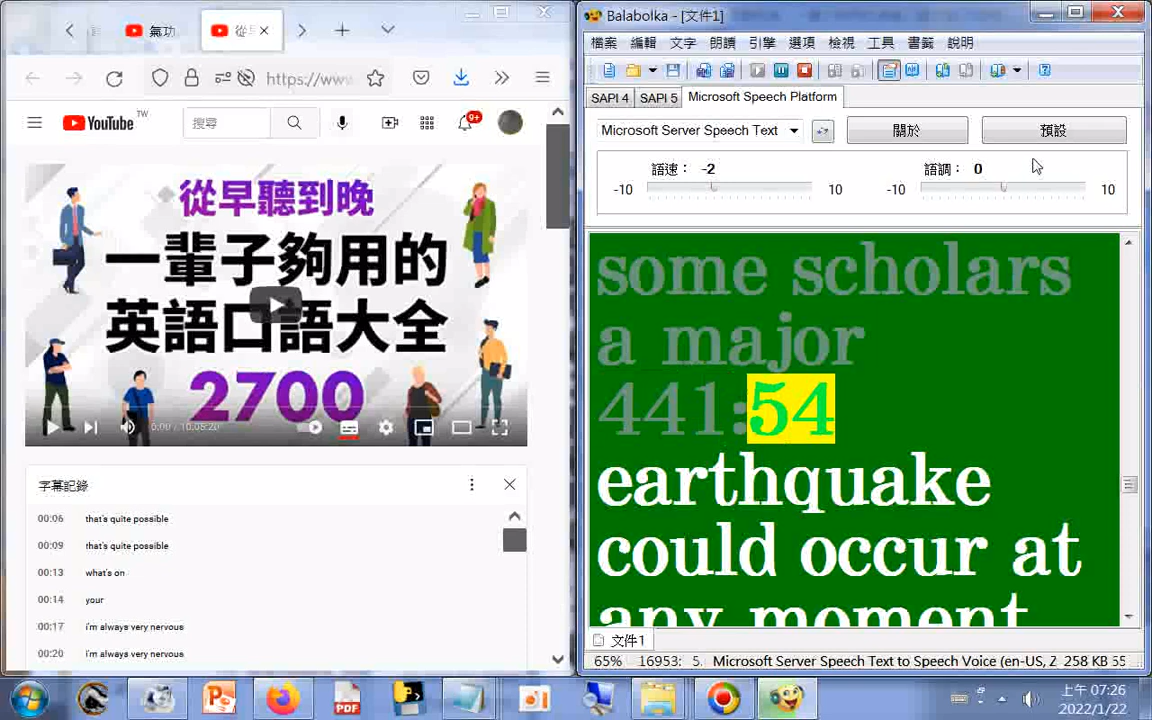 氣功
從
https://www
YouTube TW
搜尋
9+
從早聽到晚
一輩子夠用的
英語口語大全
2700
0:00 / 10:05:20
字幕記錄
00:06 that's quite possible
00:09 that's quite possible
00:13 what's on
00:14 your
00:17 i'm always very nervous
00:20 i'm always very nervous
Balabolka - [文件1]
檔案 編輯 文字 朗讀 引擎 選項 檢視 工具 書籤 說明
SAPI 4 SAPI 5 Microsoft Speech Platform
Microsoft Server Speech Text
關於
預設
語速： -2
-10 10
語調： 0
-10 10
some scholars
a major
441:54
earthquake
could occur at
any moment
文件1
65% 16953: 5. Microsoft Server Speech Text to Speech Voice (en-US, Z 258 KB 55
PDF
上午 07:26
2022/1/22